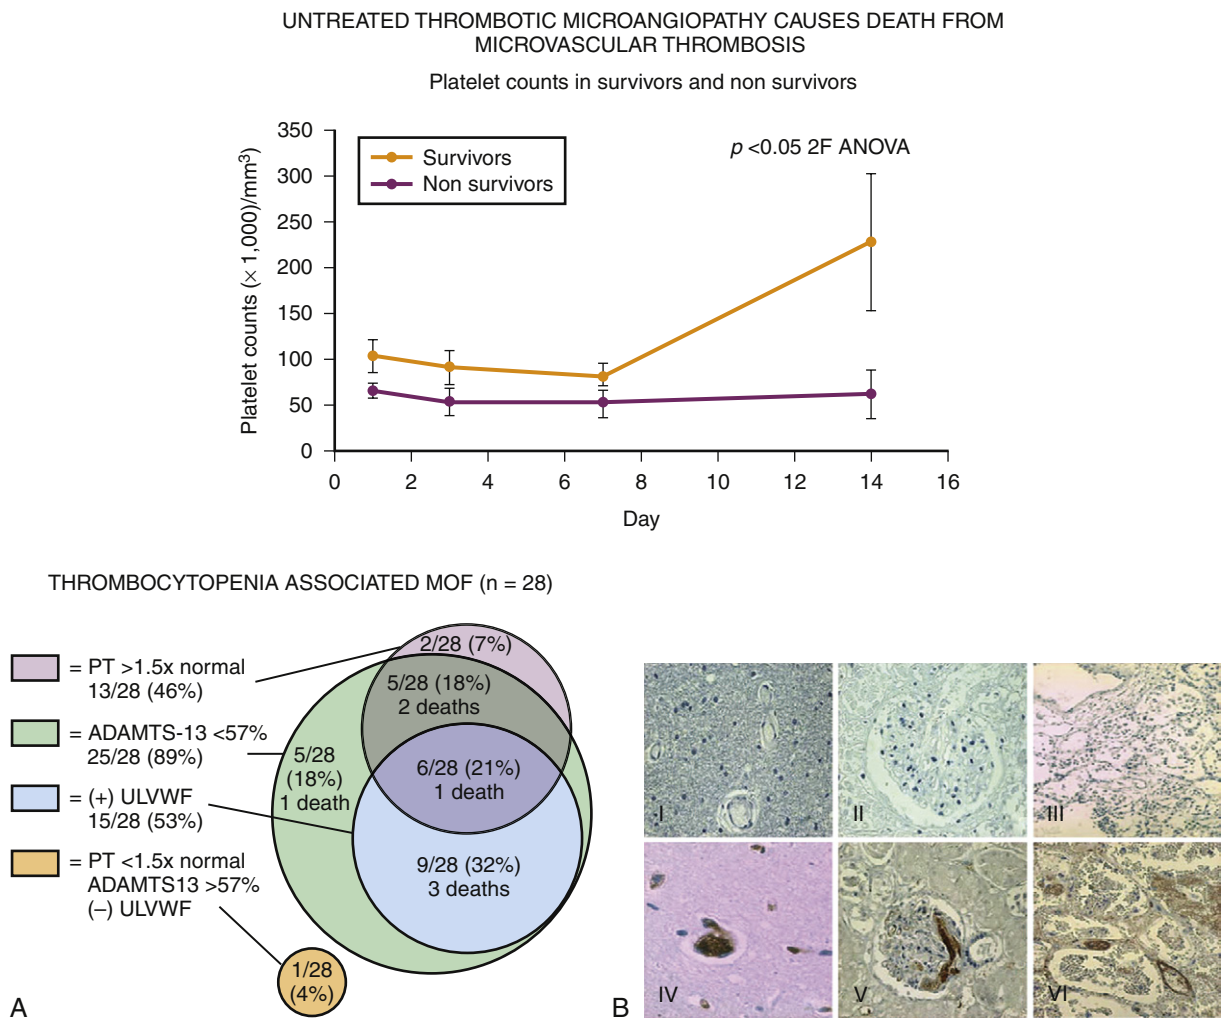 UNTREATED THROMBOTIC MICROANGIOPATHY CAUSES DEATH FROM
MICROVASCULAR THROMBOSIS
Platelet counts in survivors and non survivors
Platelet counts (× 1,000)/mm³)
350
300
250
200
150
100
50
0
Survivors
Non survivors
p <0.05 2F ANOVA
0 2 4 6 8 10 12 14 16
Day
THROMBOCYTOPENIA ASSOCIATED MOF (n = 28)
= PT >1.5x normal
13/28 (46%)
= ADAMTS-13 <57%
25/28 (89%)
= (+) ULVWF
15/28 (53%)
= PT <1.5x normal
ADAMTS13 >57%
(–) ULVWF
2/28 (7%)
5/28 (18%)
2 deaths
5/28
(18%)
1 death
6/28 (21%)
1 death
9/28 (32%)
3 deaths
1/28
(4%)
A
I
II
III
IV
V
VI
B